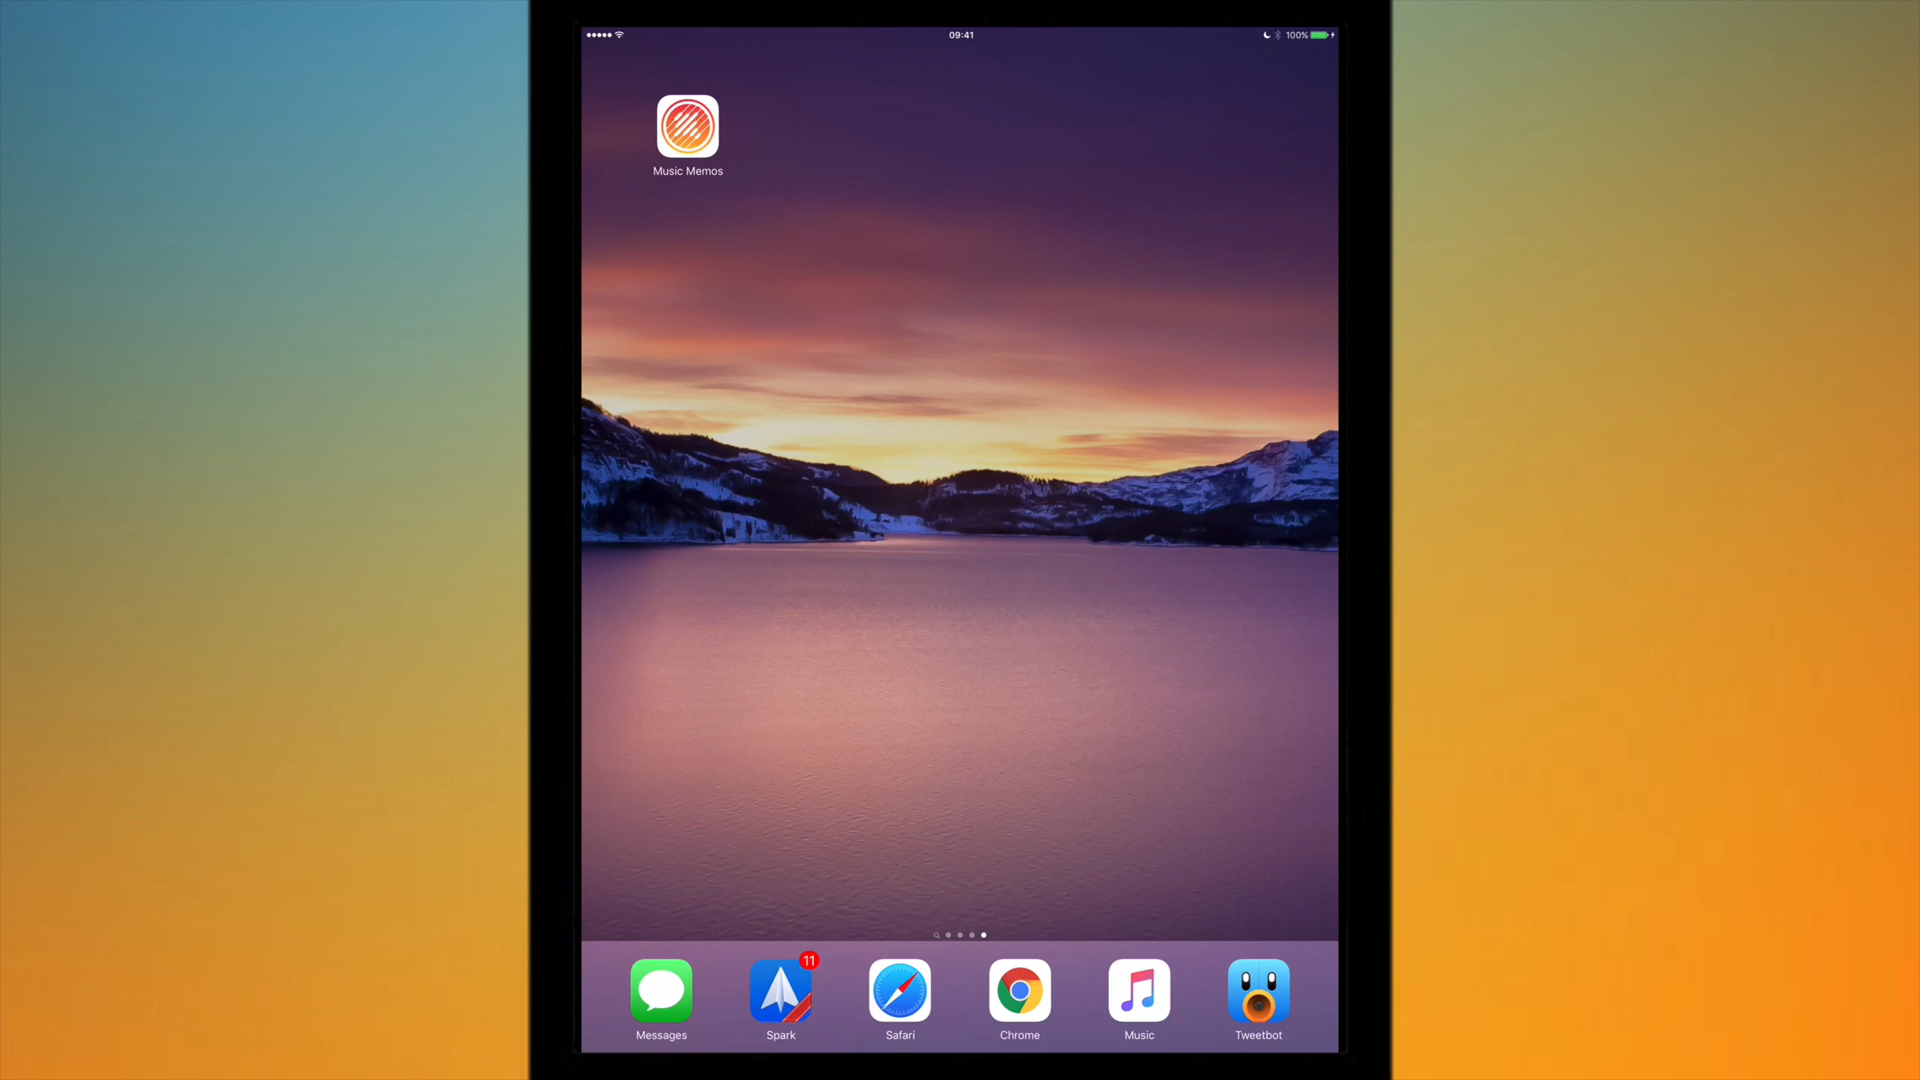 09:41
100%
Music Memos
11
Messages
Spark
Safari
Chrome
Music
Tweetbot